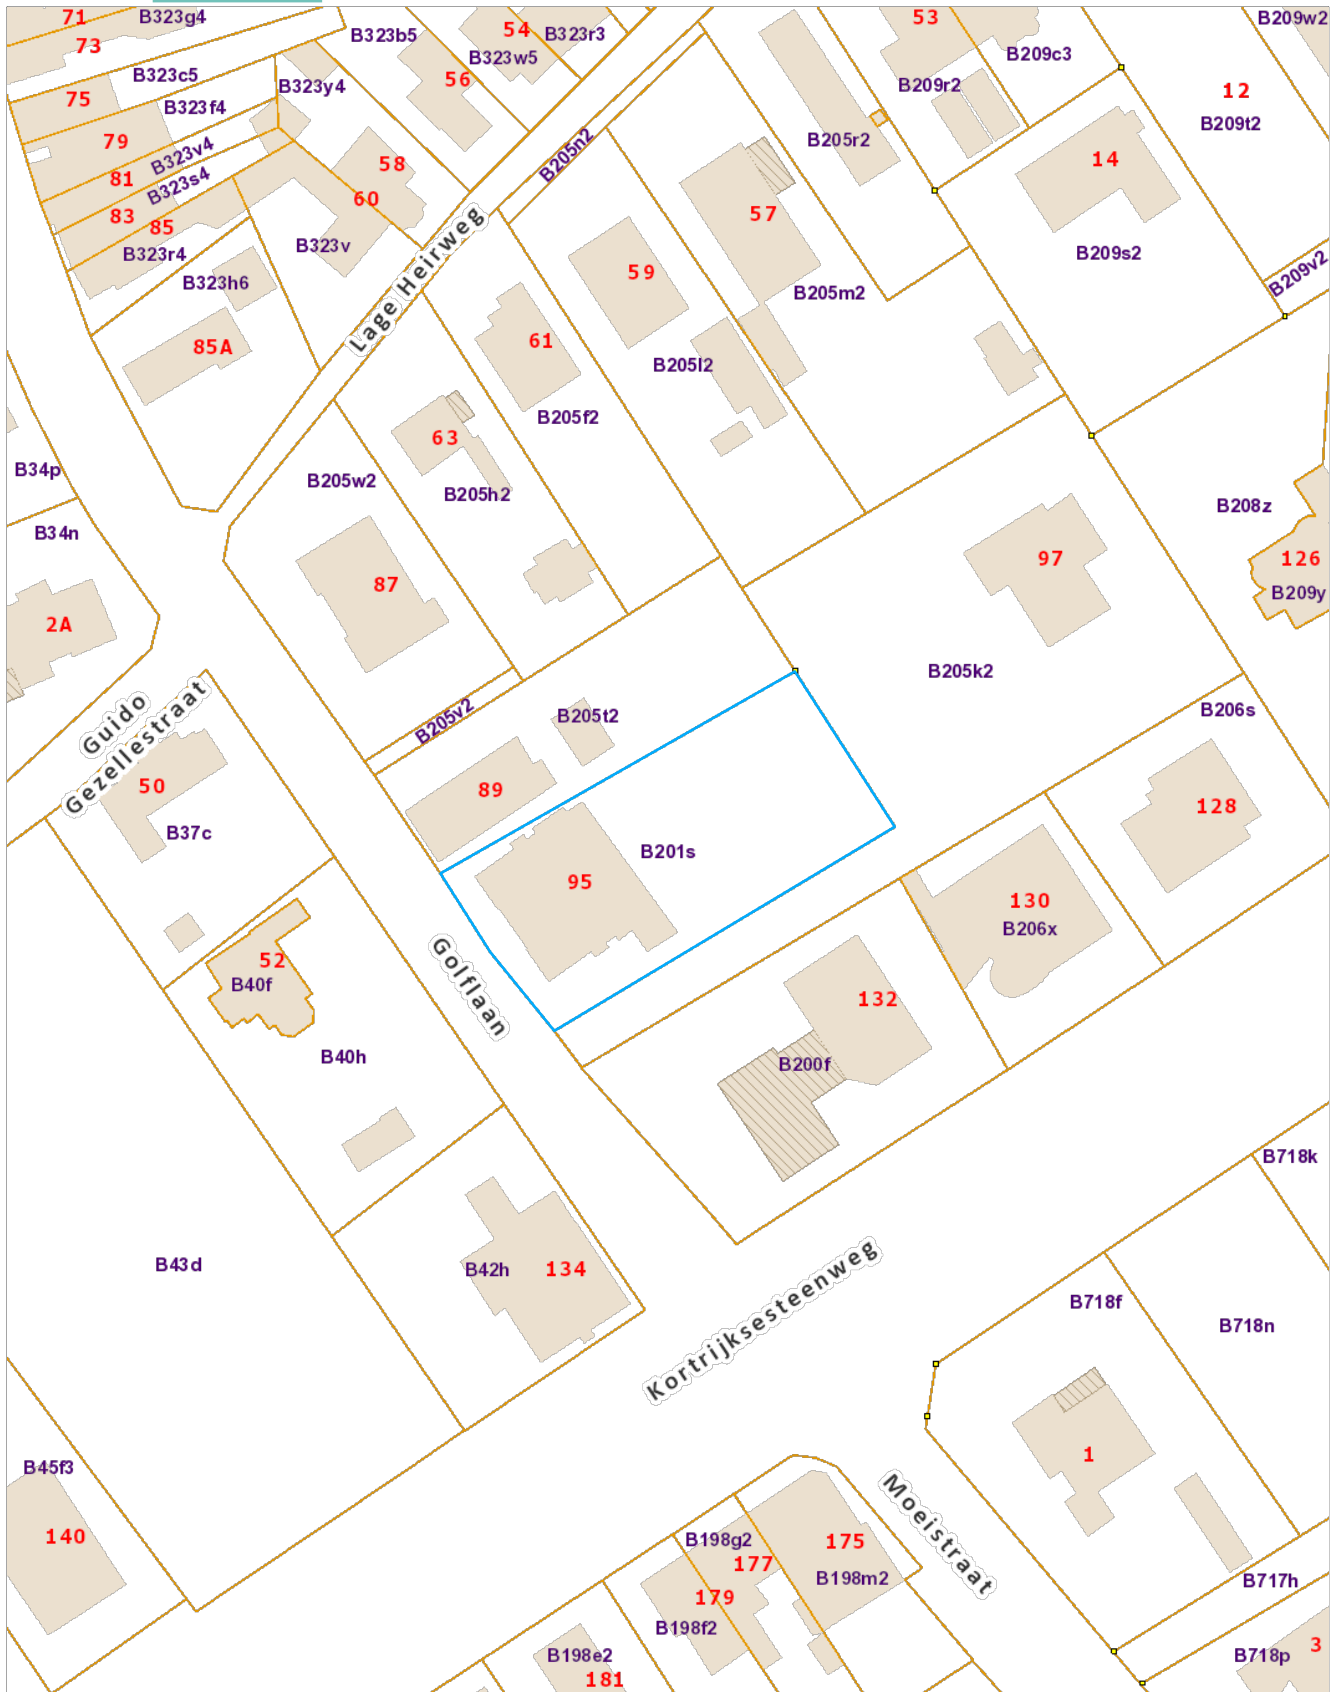 71
B323g4
73
B323b5
54
B323r3
B323w5
53
B209c3
B209w2
B323c5
56
B323y4
B209r2
75
B323f4
12
B209t2
79
B323v4
B205n2
B205r2
14
81
B323s4
58
60
57
83
85
B323r4
B323v
B209s2
B209v2
B323h6
59
B205m2
Lage Heirweg
85A
61
B205l2
B205f2
63
B34p
B205w2
B205h2
B208z
B34n
97
126
87
B209y
2A
B205k2
Guido
Gezellestraat
B205v2
B205t2
B206s
50
89
128
B37c
B201s
95
130
B206x
52
B40f
Golflaan
132
B40h
B200f
B718k
B43d
B42h
134
Kortrijksesteenweg
B718f
B718n
1
B45f3
140
Moeistraat
B198g2
175
177
B198m2
179
B717h
B198f2
B198e2
181
B718p
3